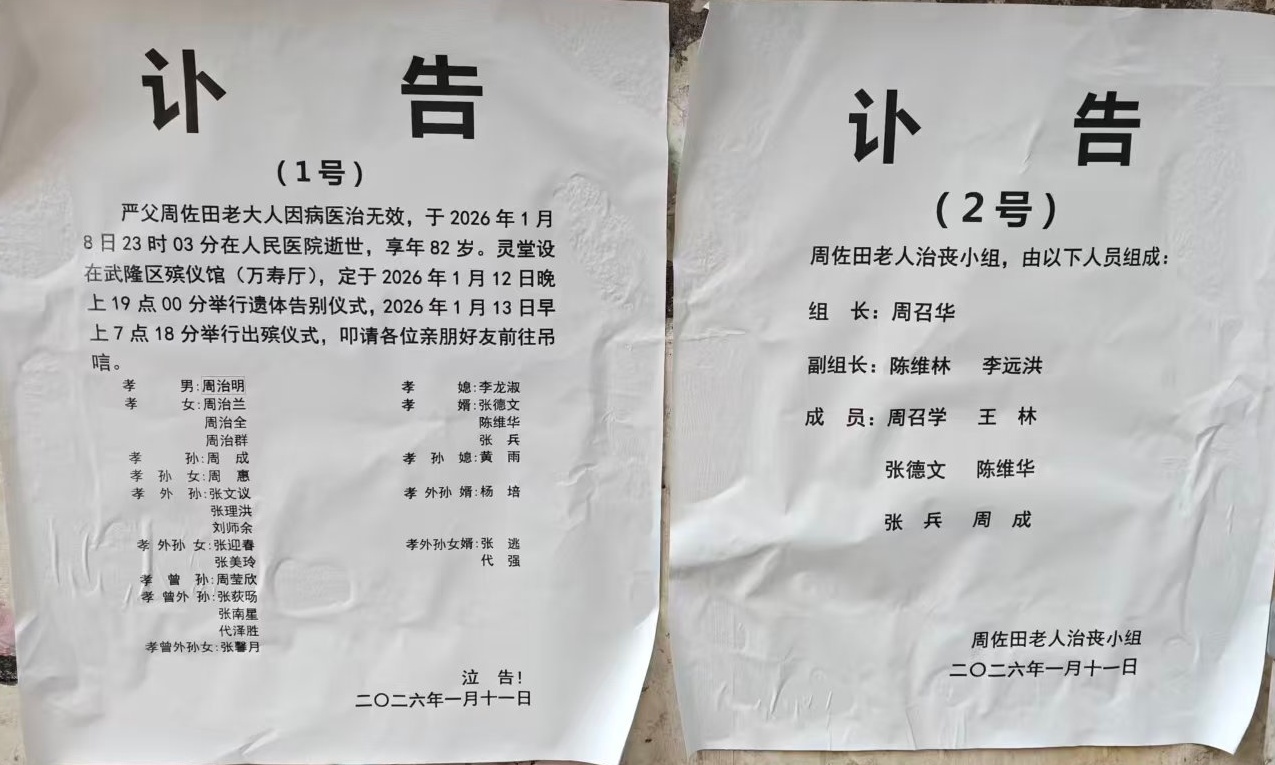 讣 告
（1号）
严父周佐田老大人因病医治无效，于 2026 年 1 月
8 日 23 时 03 分在人民医院逝世，享年 82 岁。灵堂设
在武隆区殡仪馆（万寿厅），定于 2026 年 1 月 12 日晚
上 19 点 00 分举行遗体告别仪式，2026 年 1 月 13 日早
上 7 点 18 分举行出殡仪式，叩请各位亲朋好友前往吊
唁。
孝 男:周治明 孝 媳:李龙淑
孝 女:周治兰 孝 婿:张德文
周治全 陈维华
周治群 张 兵
孝 孙:周 成 孝 孙 媳:黄 雨
孝 孙 女:周 惠
孝 外 孙:张文议 孝 外孙 婿:杨 培
张理洪
刘师余
孝 外孙 女:张迎春 孝外孙女婿:张 逃
张美玲 代 强
孝 曾 孙:周莹欣
孝 曾外 孙:张荻旸
张南星
代泽胜
孝曾外孙女:张馨月
泣 告！
二〇二六年一月十一日
讣 告
（2号）
周佐田老人治丧小组，由以下人员组成：
组 长：周召华
副组长：陈维林 李远洪
成 员：周召学 王 林
张德文 陈维华
张 兵 周 成
周佐田老人治丧小组
二〇二六年一月十一日